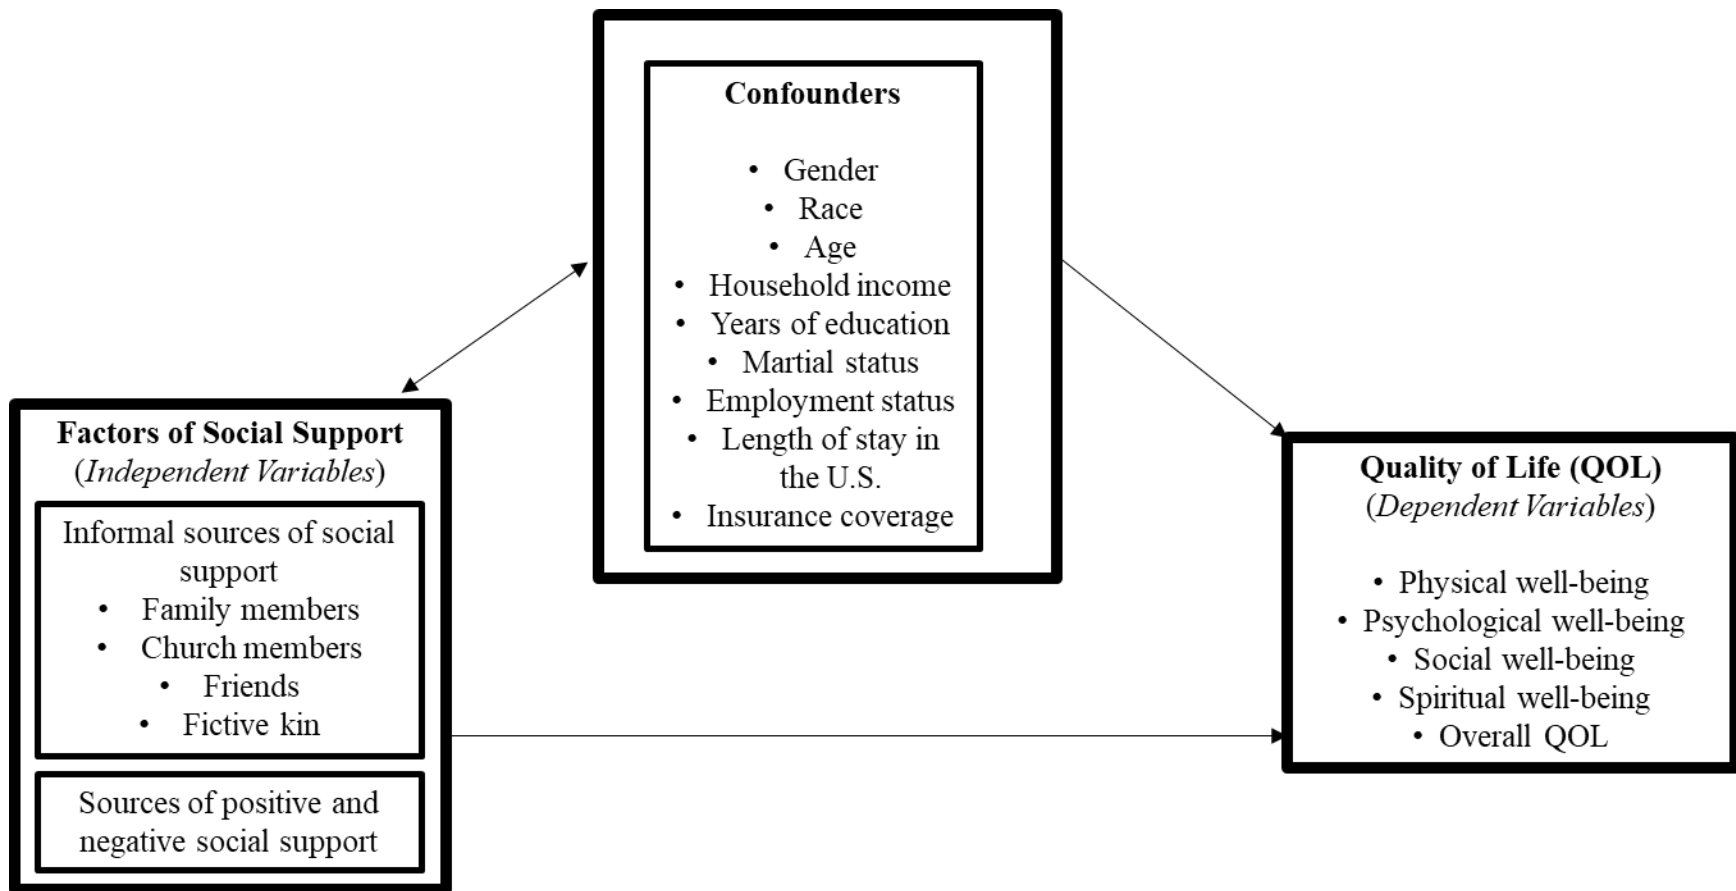 Confounders
• Gender
• Race
• Age
• Household income
• Years of education
• Martial status
• Employment status
• Length of stay in
the U.S.
• Insurance coverage
Factors of Social Support
(Independent Variables)
Informal sources of social
support
• Family members
• Church members
• Friends
• Fictive kin
Sources of positive and
negative social support
Quality of Life (QOL)
(Dependent Variables)
• Physical well-being
• Psychological well-being
• Social well-being
• Spiritual well-being
• Overall QOL